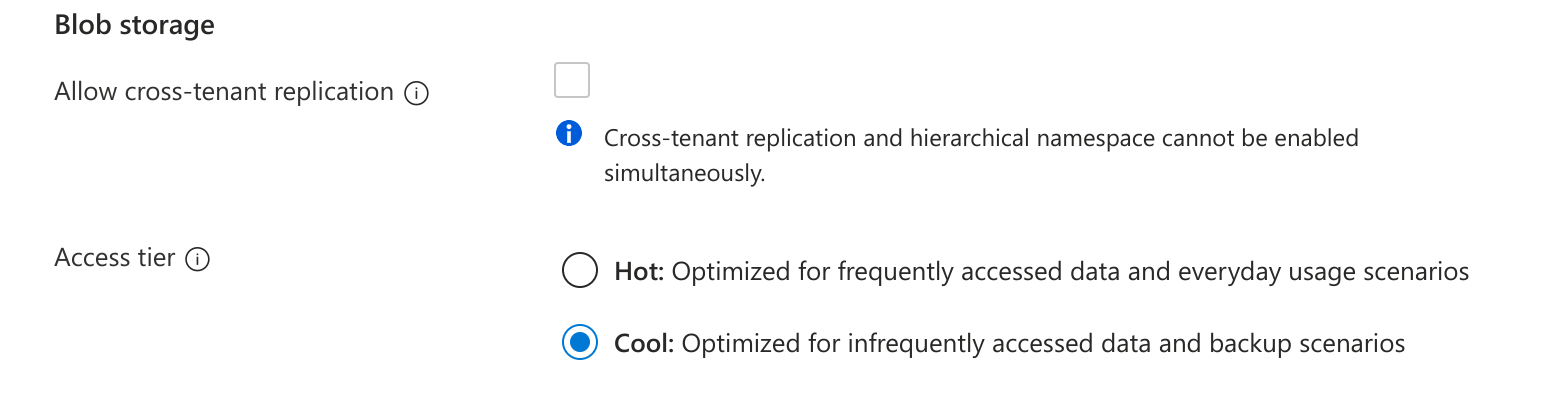 Blob storage
Allow cross-tenant replication
Cross-tenant replication and hierarchical namespace cannot be enabled
simultaneously.
Access tier
Hot: Optimized for frequently accessed data and everyday usage scenarios
Cool: Optimized for infrequently accessed data and backup scenarios